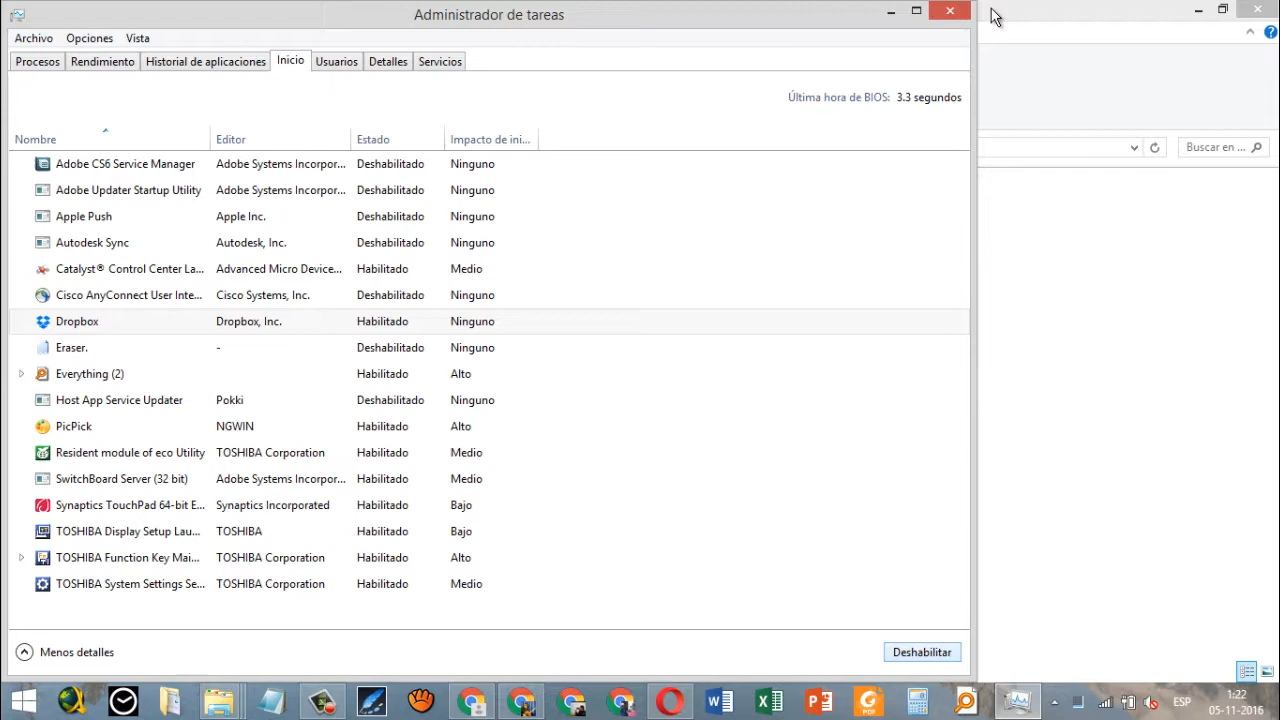 Administrador de tareas
Archivo Opciones Vista
Procesos Rendimiento Historial de aplicaciones Inicio Usuarios Detalles Servicios
Última hora de BIOS: 3.3 segundos
Nombre Editor Estado Impacto de ini...
Buscar en ...
Adobe CS6 Service Manager Adobe Systems Incorpor... Deshabilitado Ninguno
Adobe Updater Startup Utility Adobe Systems Incorpor... Deshabilitado Ninguno
Apple Push Apple Inc. Deshabilitado Ninguno
Autodesk Sync Autodesk, Inc. Deshabilitado Ninguno
Catalyst® Control Center La... Advanced Micro Device... Habilitado Medio
Cisco AnyConnect User Inte... Cisco Systems, Inc. Deshabilitado Ninguno
Dropbox Dropbox, Inc. Habilitado Ninguno
Eraser. - Deshabilitado Ninguno
Everything (2) Habilitado Alto
Host App Service Updater Pokki Deshabilitado Ninguno
PicPick NGWIN Habilitado Alto
Resident module of eco Utility TOSHIBA Corporation Habilitado Medio
SwitchBoard Server (32 bit) Adobe Systems Incorpor... Habilitado Medio
Synaptics TouchPad 64-bit E... Synaptics Incorporated Habilitado Bajo
TOSHIBA Display Setup Lau... TOSHIBA Habilitado Bajo
TOSHIBA Function Key Mai... TOSHIBA Corporation Habilitado Alto
TOSHIBA System Settings Se... TOSHIBA Corporation Habilitado Medio
Menos detalles Deshabilitar
ESP 1:22
05-11-2016